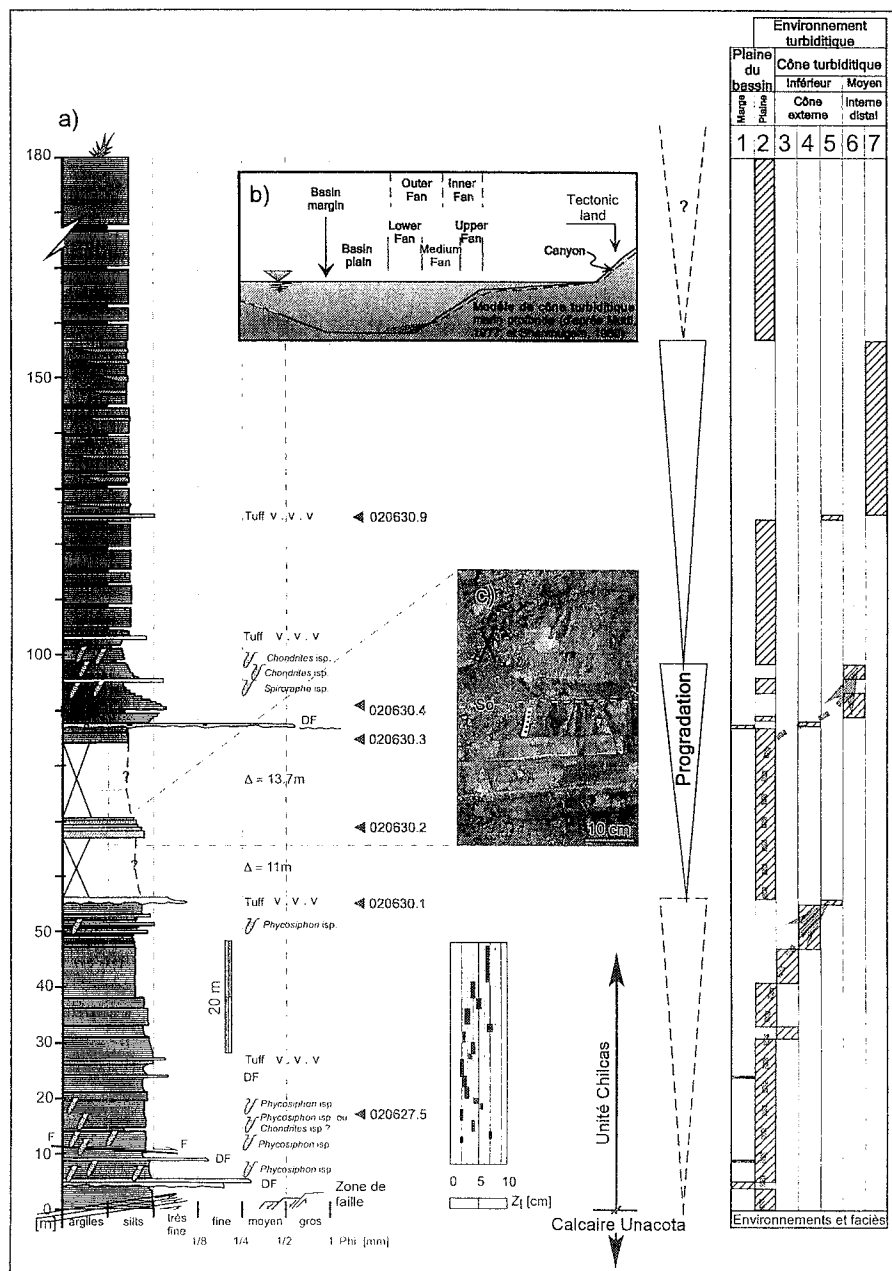 Environnement
turbiditique
Plaine
du
bassin
Cône turbiditique
Inférieur
Moyen
Marge
Plaine
Cône
externe
Interne
distal
1 2 3 4 5 6 7
a)
180
150
100
50
40
30
20
10
0
[m]
b)
Basin
margin
Outer
Fan
Inner
Fan
Tectonic
land
Lower
Fan
Upper
Fan
Basin plain
Medium
Fan
Canyon
Modèle de cône turbiditique
?
Tuff v . v . v
020630.9
Tuff v . v . v
Chondrites isp.
Chondrites isp.
Spiroraphe isp.
020630.4
DF
020630.3
?
Δ = 13.7m
020630.2
?
Δ = 11m
Tuff v v . v
020630.1
Phycosiphon isp.
c)
So
10 cm
Progradation
20 m
Tuff v . v . v
DF
Phycosiphon isp
Phycosiphon isp. ou
Chondrites isp ?
020627.5
Phycosiphon isp
F
F
DF
Phycosiphon isp
DF
Zone de
faille
argiles
silts
très
fine
fine
moyen
gros
1/8
1/4
1/2
1 Phi [mm]
0 5 10
Zi [cm]
Unité Chilcas
Calcaire Unacota
Environnements et faciès